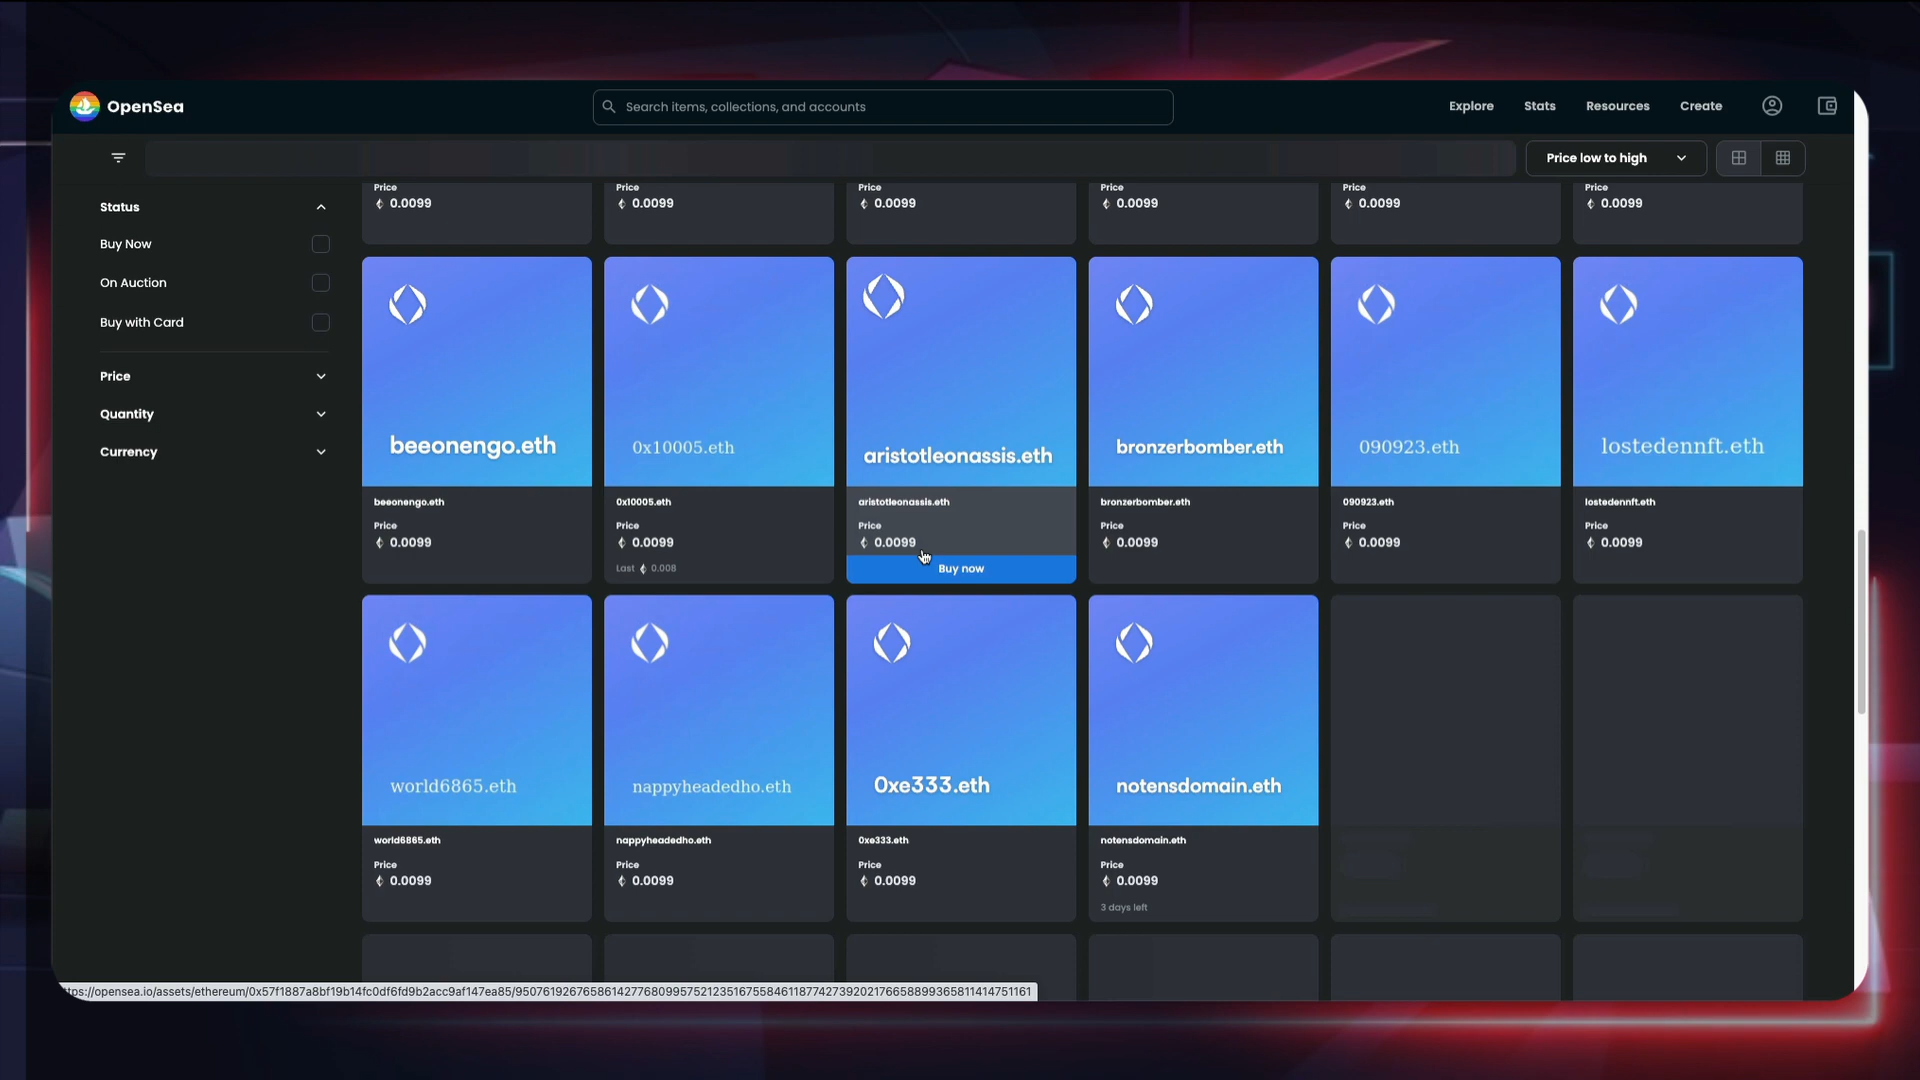 OpenSea
Search items, collections, and accounts
Explore
Stats
Resources
Create
Price low to high
Status
Buy Now
On Auction
Buy with Card
Price
Quantity
Currency
Price
0.0099
Price
0.0099
Price
0.0099
Price
0.0099
Price
0.0099
Price
0.0099
beeonengo.eth
beeonengo.eth
Price
0.0099
0x10005.eth
0x10005.eth
Price
0.0099
Last 0.008
aristotleonassis.eth
aristotleonassis.eth
Price
0.0099
Buy now
bronzerbomber.eth
bronzerbomber.eth
Price
0.0099
090923.eth
090923.eth
Price
0.0099
lostedennft.eth
lostedennft.eth
Price
0.0099
world6865.eth
world6865.eth
Price
0.0099
nappyheadedho.eth
nappyheadedho.eth
Price
0.0099
0xe333.eth
0xe333.eth
Price
0.0099
notensdomain.eth
notensdomain.eth
Price
0.0099
3 days left
tps://opensea.io/assets/ethereum/0x57f1887a8bf19b14fc0df6fd9b2acc9af147ea85/95076192676586142776809957521235167558461187742739202176658899365811414751161